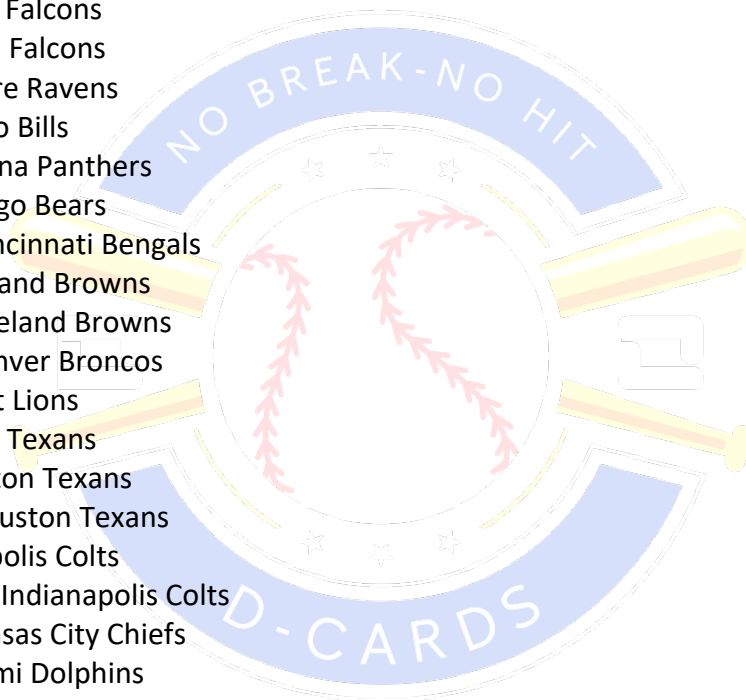 Falcons
Falcons
re Ravens
o Bills
na Panthers
go Bears
ncinnati Bengals
and Browns
eland Browns
nver Broncos
t Lions
Texans
ton Texans
uston Texans
polis Colts
Indianapolis Colts
nsas City Chiefs
mi Dolphins
NO BREAK-NO HIT
D-CARDS